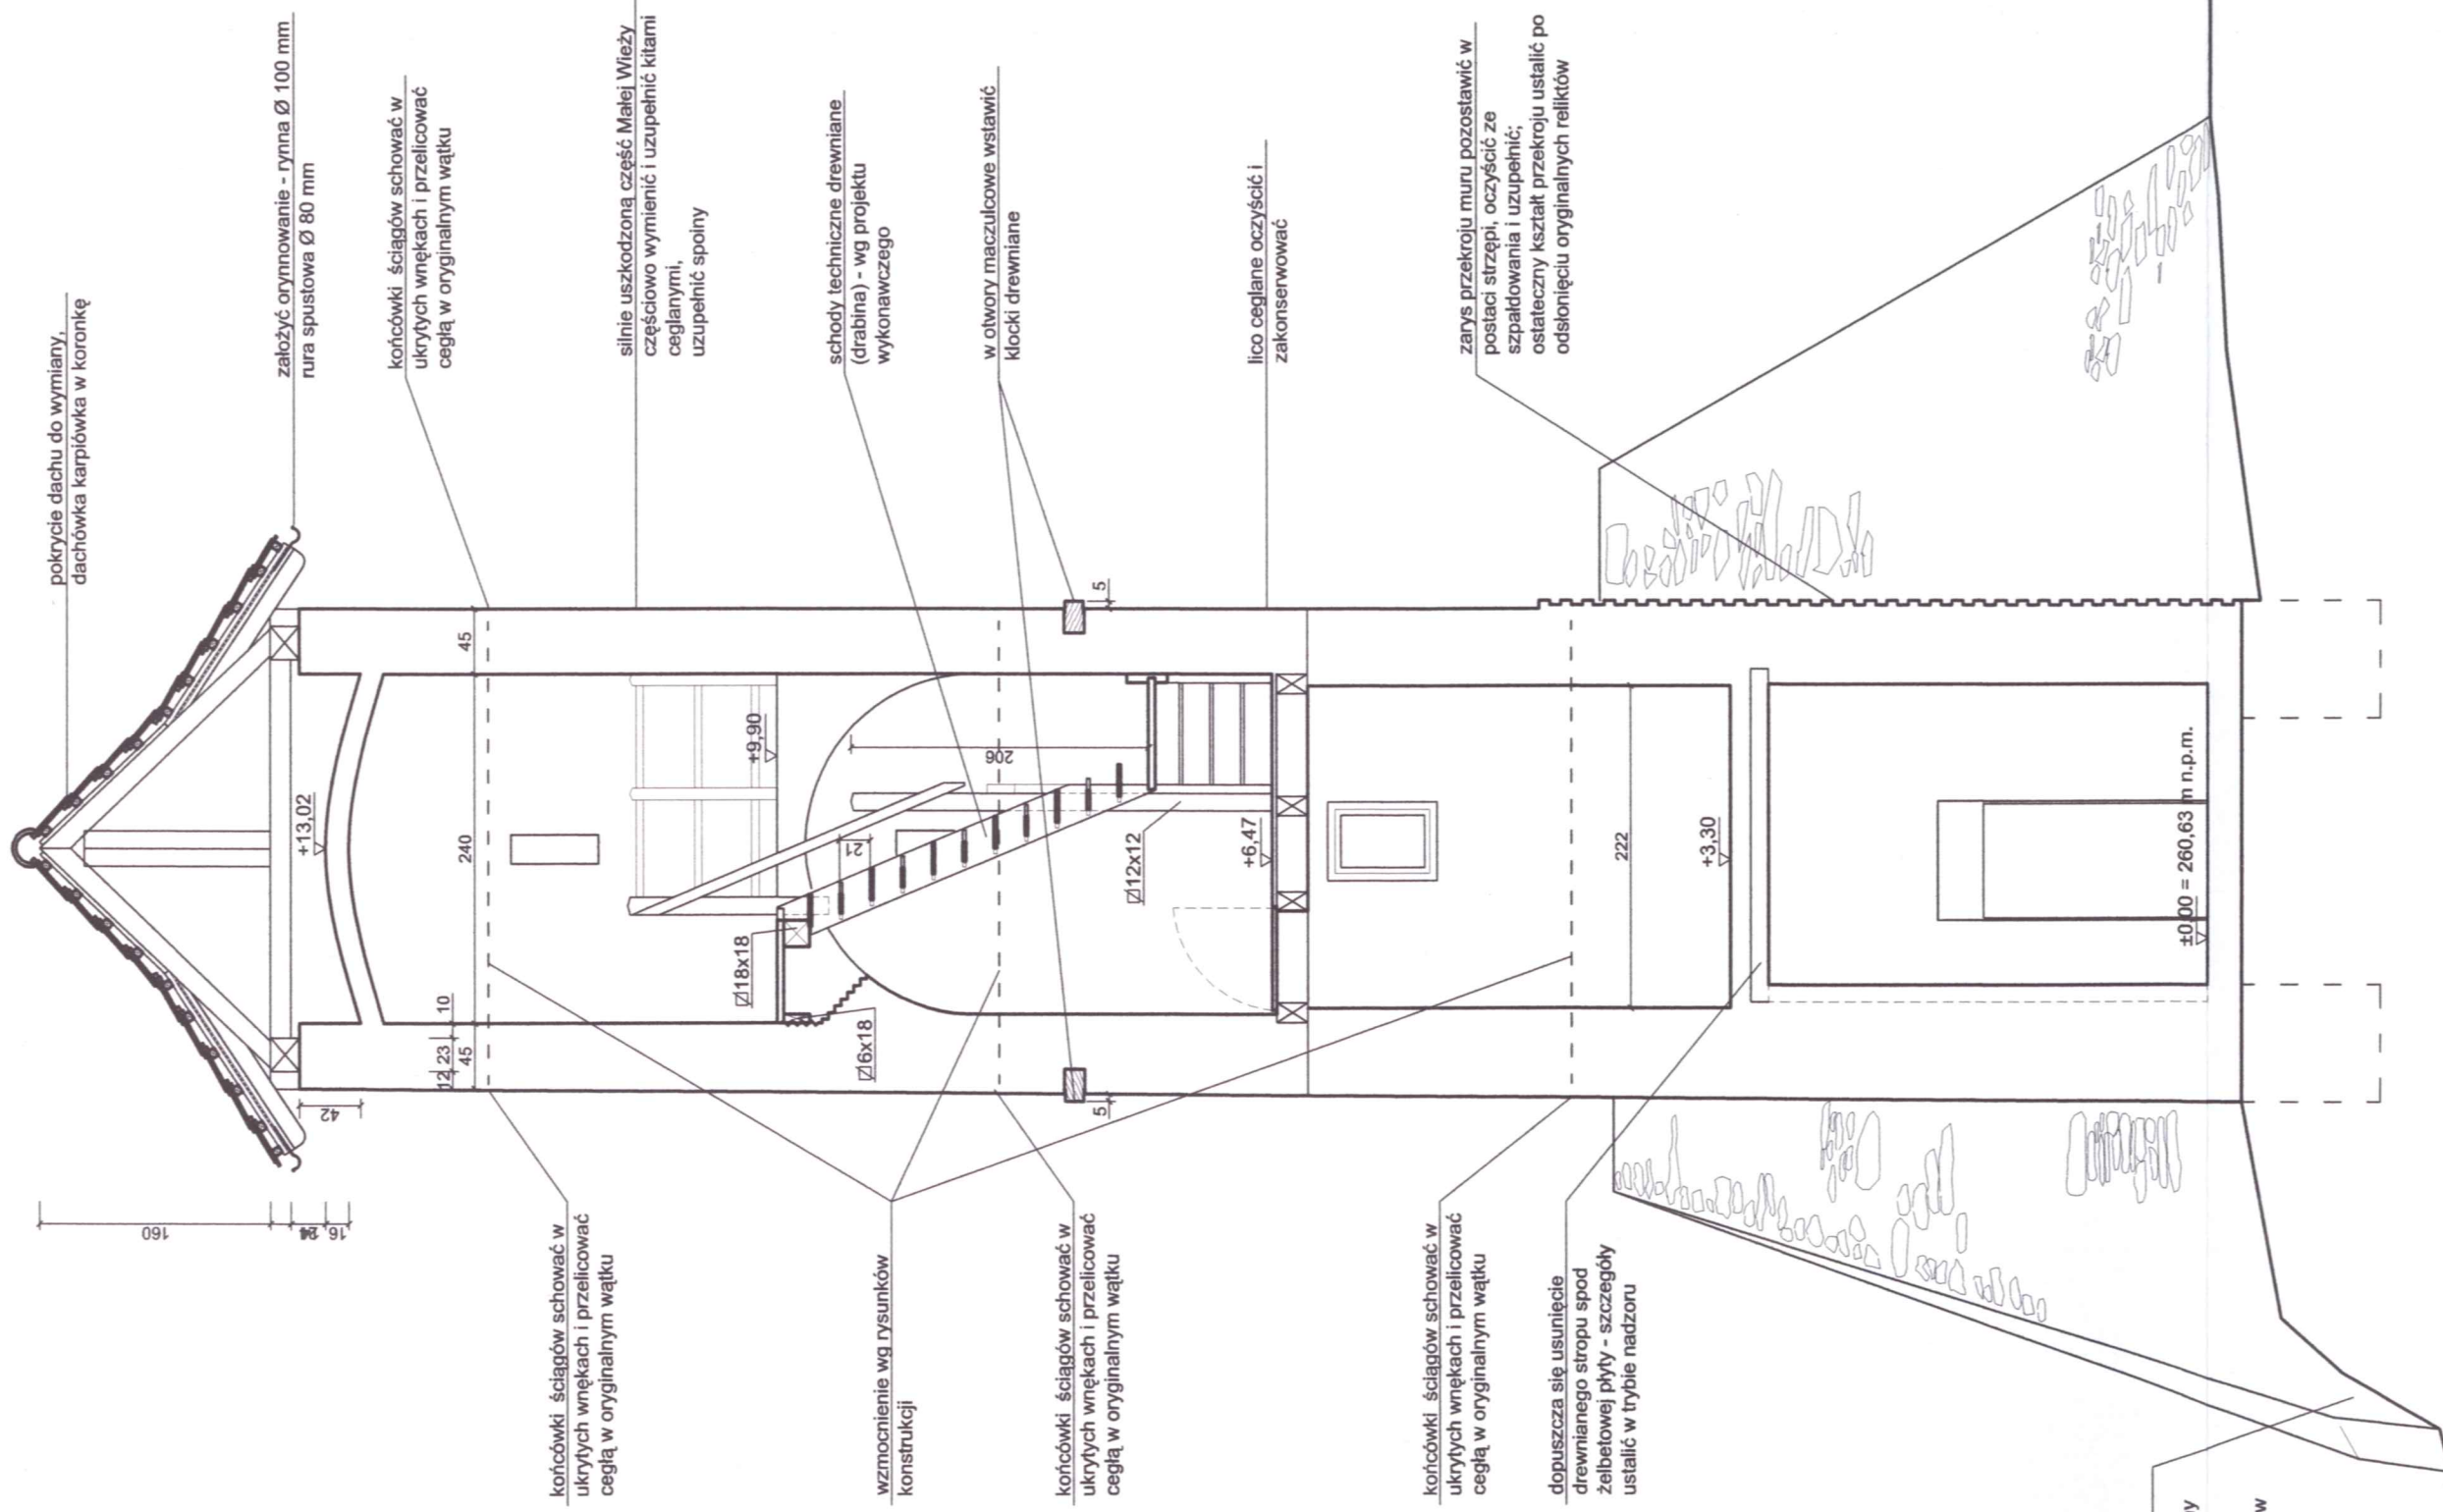 pokrycie dachu do wymiany,
dachówka karpiówka w koronkę
założyć orynnowanie - rynna Ø 100 mm
rura spustowa Ø 80 mm
końcówki ściągów schować w
ukrytych wnękach i przelicować
cegłą w oryginalnym wątku
silnie uszkodzoną część Małej Wieży
częściowo wymienić i uzupełnić kitami
ceglanymi,
uzupełnić spoiny
schody techniczne drewniane
(drabina) - wg projektu
wykonawczego
w otwory maczulcowe wstawić
klocki drewniane
lico ceglane oczyścić i
zakonserwować
zarys przekroju muru pozostawić w
postaci strzępi, oczyścić ze
szpałdowania i uzupełnić;
ostateczny kształt przekroju ustalić po
odsłonięciu oryginalnych reliktów
+13,02
45
240
45
10
23
12
42
160
16
+9,90
206
21
18x18
6x18
12x12
5
5
+6,47
222
+3,30
±0,00 = 260,63 m n.p.m.
końcówki ściągów schować w
ukrytych wnękach i przelicować
cegłą w oryginalnym wątku
wzmocnienie wg rysunków
konstrukcji
końcówki ściągów schować w
ukrytych wnękach i przelicować
cegłą w oryginalnym wątku
końcówki ściągów schować w
ukrytych wnękach i przelicować
cegłą w oryginalnym wątku
dopuszcza się usunięcie
drewnianego stropu spod
żelbetowej płyty - szczegóły
ustalić w trybie nadzoru
y
w